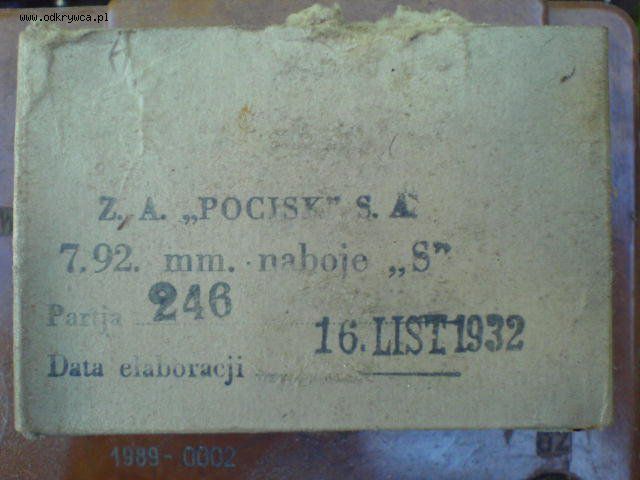 www.odkrywca.pl
Z. A. „POCISK” S. A.
7.92. mm. naboje „S”
Partja 246
16. LIST 1932
Data elaboracji
1989-0002